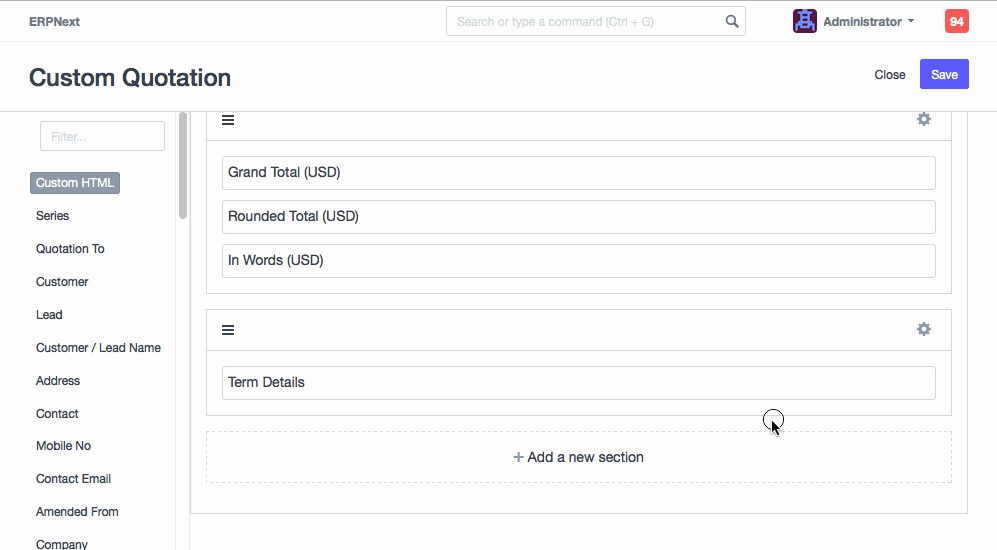 ERPNext
Search or type a command (Ctrl + G)
Administrator
94
Custom Quotation
Close
Save
Filter...
Custom HTML
Series
Quotation To
Customer
Lead
Customer / Lead Name
Address
Contact
Mobile No
Contact Email
Amended From
Company
Grand Total (USD)
Rounded Total (USD)
In Words (USD)
Term Details
+ Add a new section